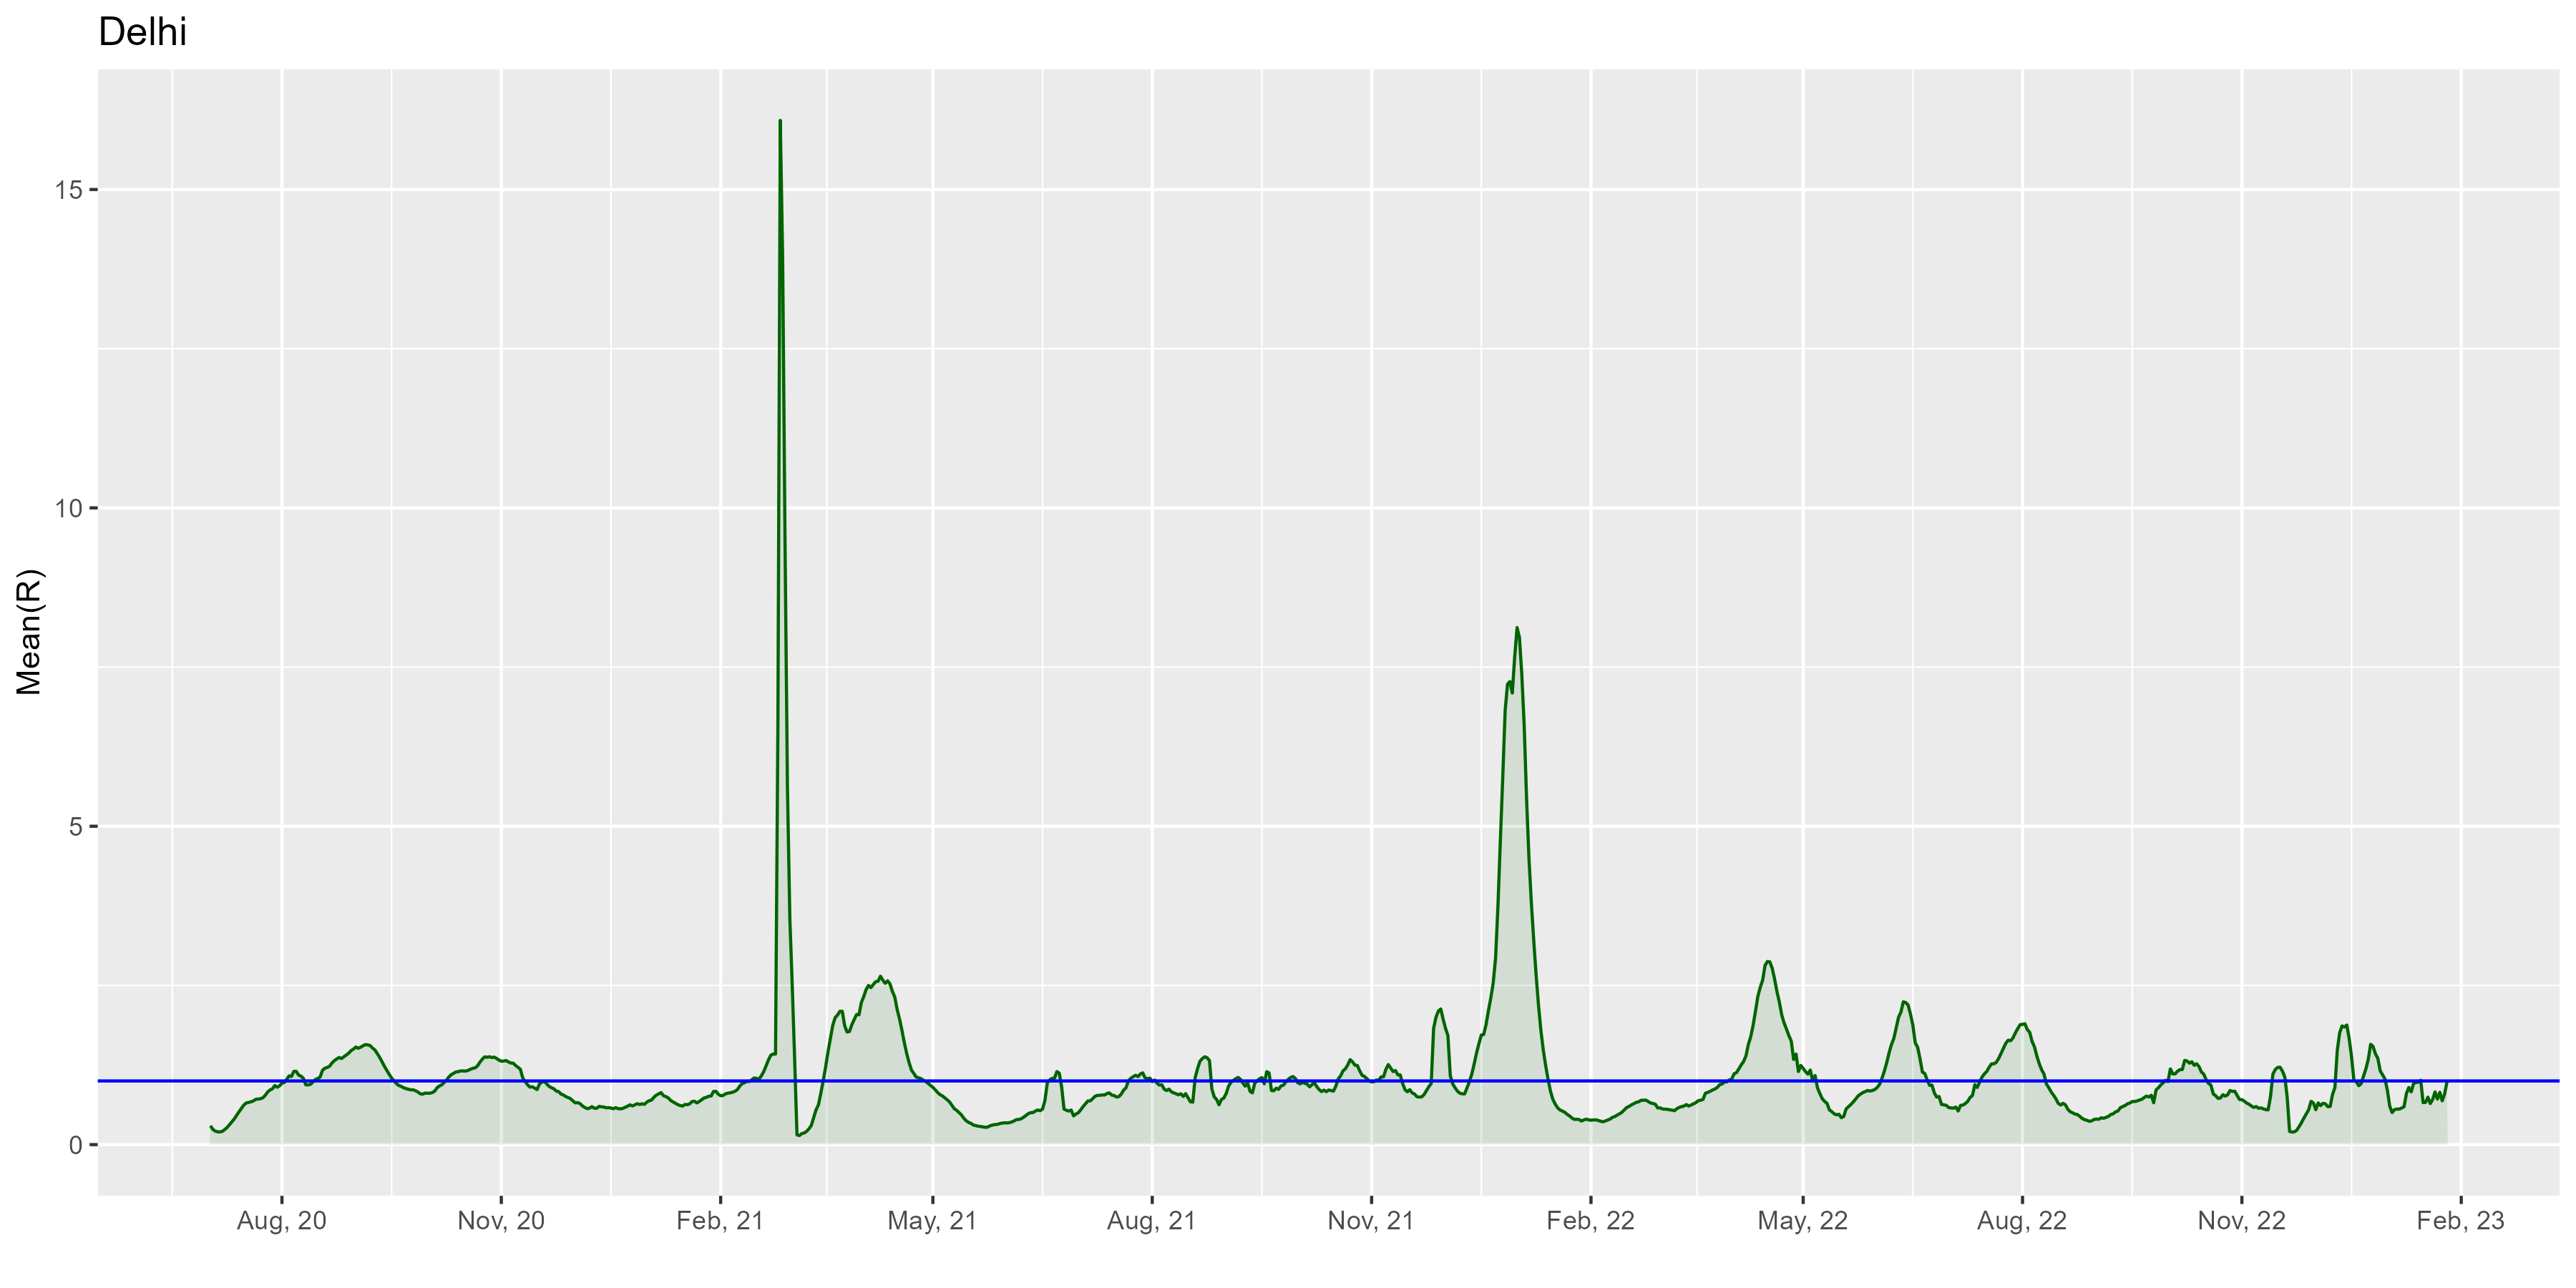 Delhi
Mean(R)
15
10
5
0
Aug, 20
Nov, 20
Feb, 21
May, 21
Aug, 21
Nov, 21
Feb, 22
May, 22
Aug, 22
Nov, 22
Feb, 23